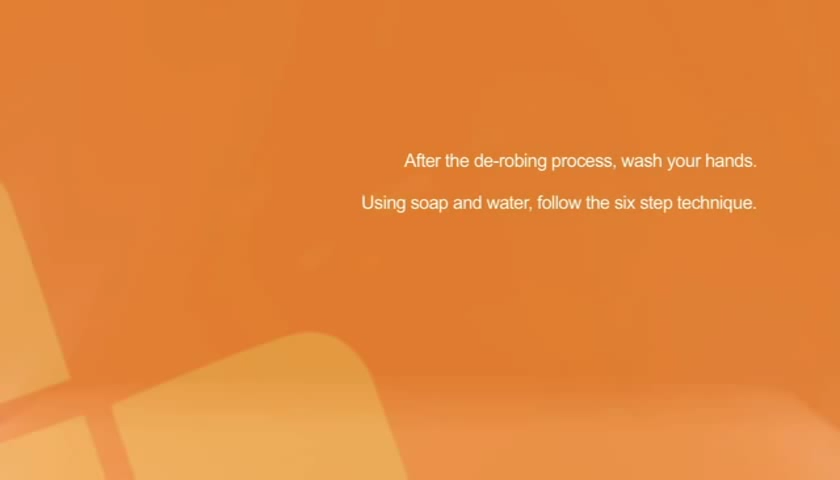 After the de-robing process, wash your hands.
Using soap and water, follow the six step technique.